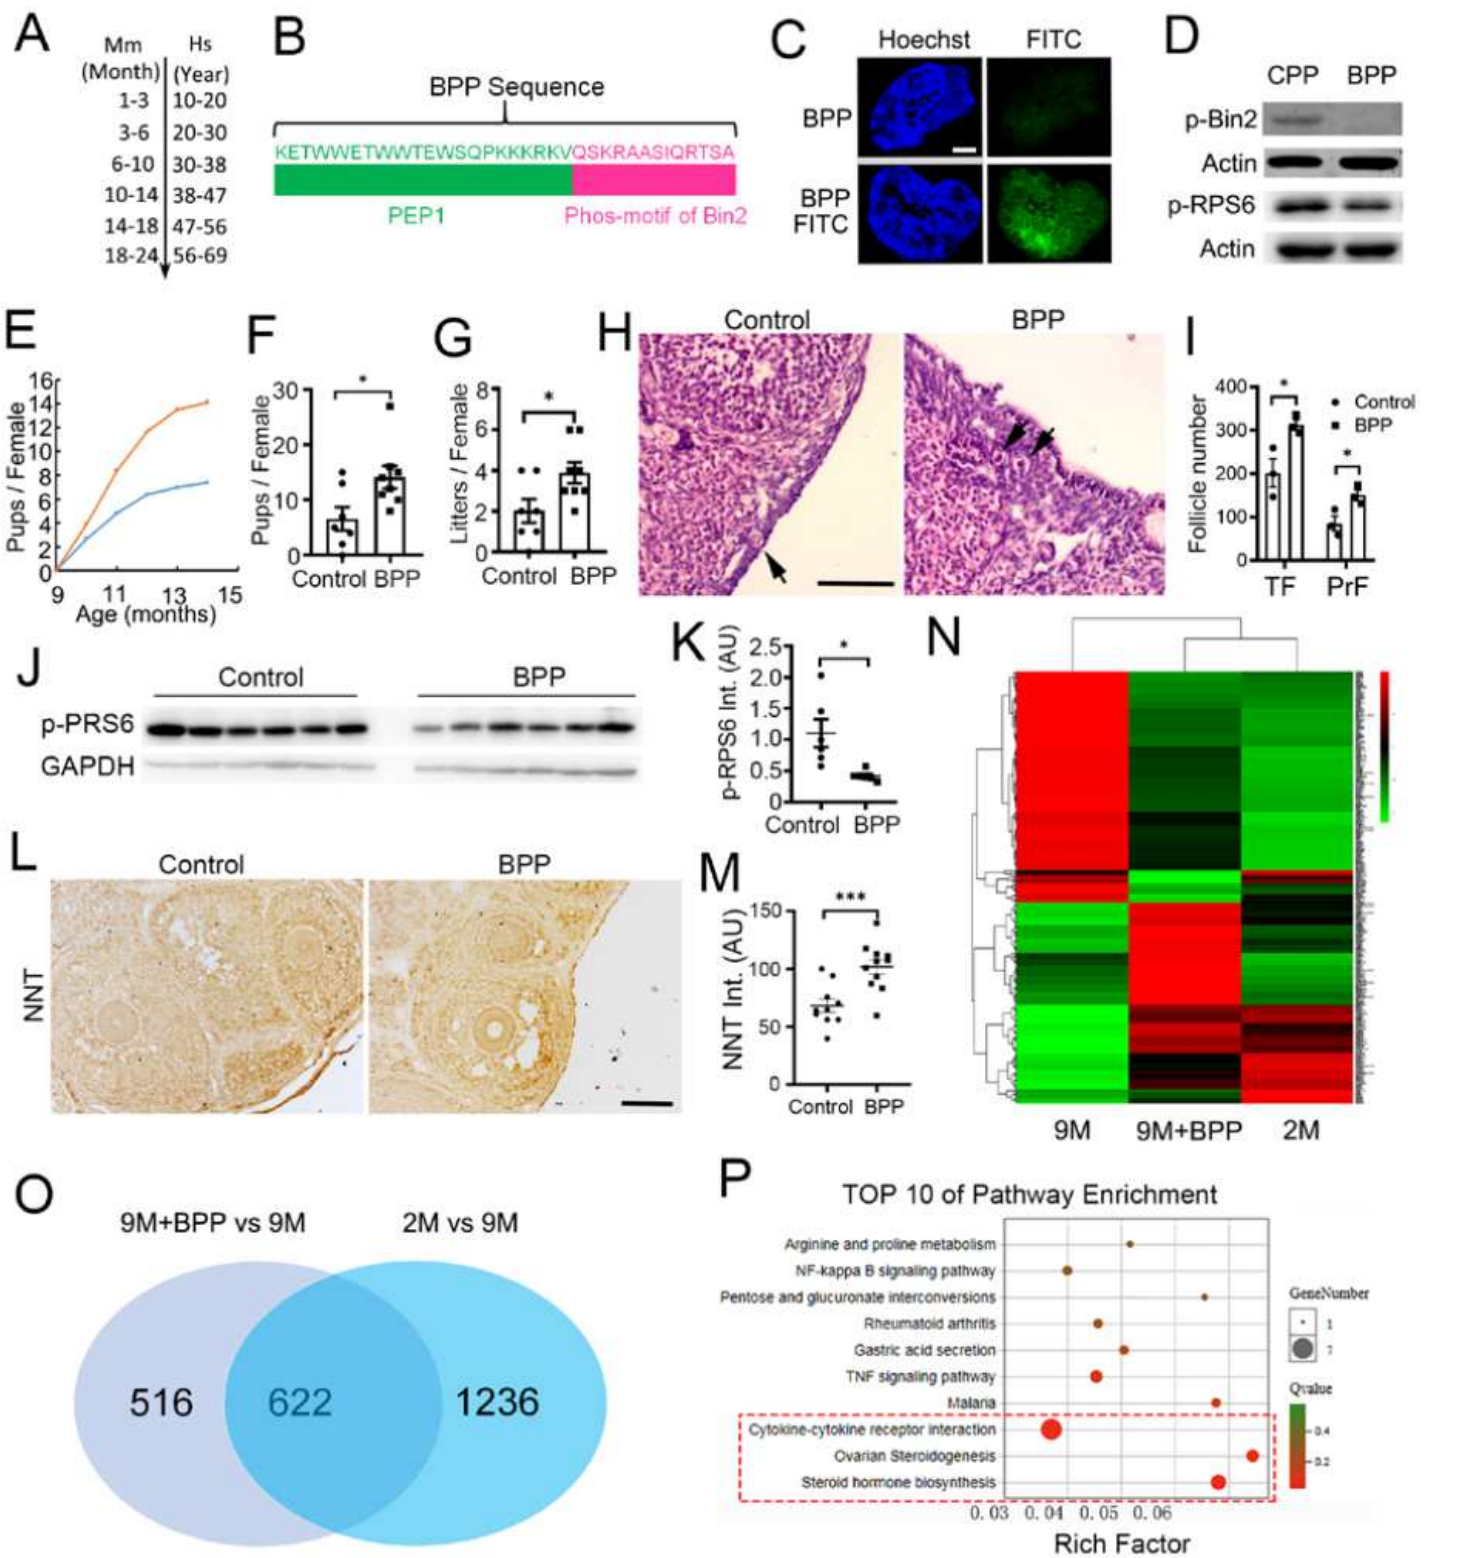 A
Mm
(Month)
Hs
(Year)
1-3 10-20
3-6 20-30
6-10 30-38
10-14 38-47
14-18 47-56
18-24 56-69
B
BPP Sequence
KETWWETWWTEWSQPKKKRKVQSKRAASIQRTSA
PEP1
Phos-motif of Bin2
C
Hoechst FITC
BPP
BPP
FITC
D
CPP BPP
p-Bin2
Actin
p-RPS6
Actin
E
Pups / Female
16
14
12
10
8
6
4
2
0
9 11 13 15
Age (months)
F
Pups / Female
30
20
10
0
*
Control BPP
G
Litters / Female
8
6
4
2
0
*
Control BPP
H
Control BPP
I
Follicle number
400
300
200
100
0
* *
Control
BPP
TF PrF
J
Control BPP
p-PRS6
GAPDH
K
p-RPS6 Int. (AU)
2.5
2.0
1.5
1.0
0.5
0
*
Control BPP
L
Control BPP
NNT
M
NNT Int. (AU)
150
100
50
0
***
Control BPP
N
9M 9M+BPP 2M
O
9M+BPP vs 9M 2M vs 9M
516 622 1236
P
TOP 10 of Pathway Enrichment
Arginine and proline metabolism
NF-kappa B signaling pathway
Pentose and glucuronate interconversions
Rheumatoid arthritis
Gastric acid secretion
TNF signaling pathway
Malaria
Cytokine-cytokine receptor interaction
Ovarian Steroidogenesis
Steroid hormone biosynthesis
0.03 0.04 0.05 0.06
Rich Factor
GeneNumber
1
7
Qvalue
0.4
0.2